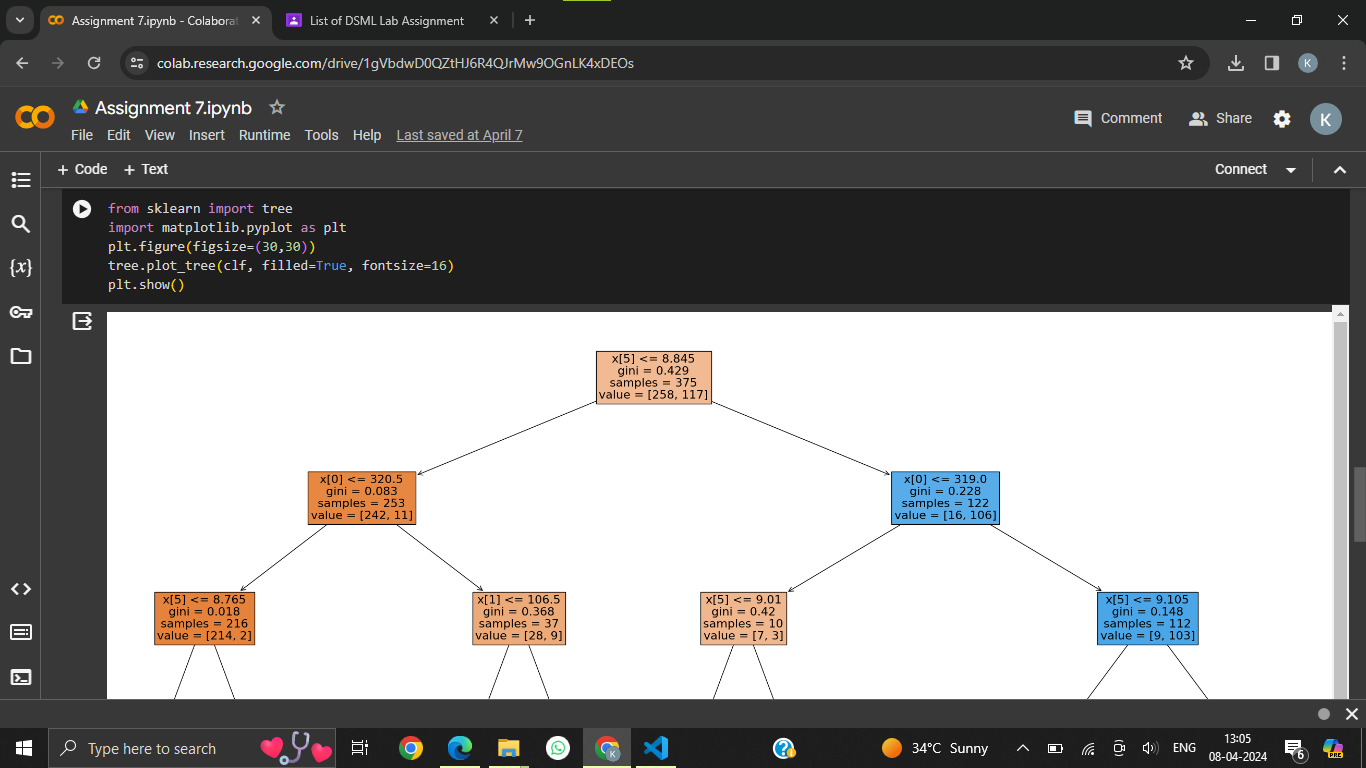 Assignment 7.ipynb - Colabora
List of DSML Lab Assignment
colab.research.google.com/drive/1gVbdwD0QZtHJ6R4QJrMw9OGnLK4xDEOs
K
Assignment 7.ipynb
File Edit View Insert Runtime Tools Help Last saved at April 7
Comment
Share
K
+ Code + Text
Connect
{x}
from sklearn import tree
import matplotlib.pyplot as plt
plt.figure(figsize=(30,30))
tree.plot_tree(clf, filled=True, fontsize=16)
plt.show()
x[5] <= 8.845
gini = 0.429
samples = 375
value = [258, 117]
x[0] <= 320.5
gini = 0.083
samples = 253
value = [242, 11]
x[0] <= 319.0
gini = 0.228
samples = 122
value = [16, 106]
x[5] <= 8.765
gini = 0.018
samples = 216
value = [214, 2]
x[1] <= 106.5
gini = 0.368
samples = 37
value = [28, 9]
x[5] <= 9.01
gini = 0.42
samples = 10
value = [7, 3]
x[5] <= 9.105
gini = 0.148
samples = 112
value = [9, 103]
Type here to search
K
34°C Sunny
ENG
13:05
08-04-2024
6
PRE